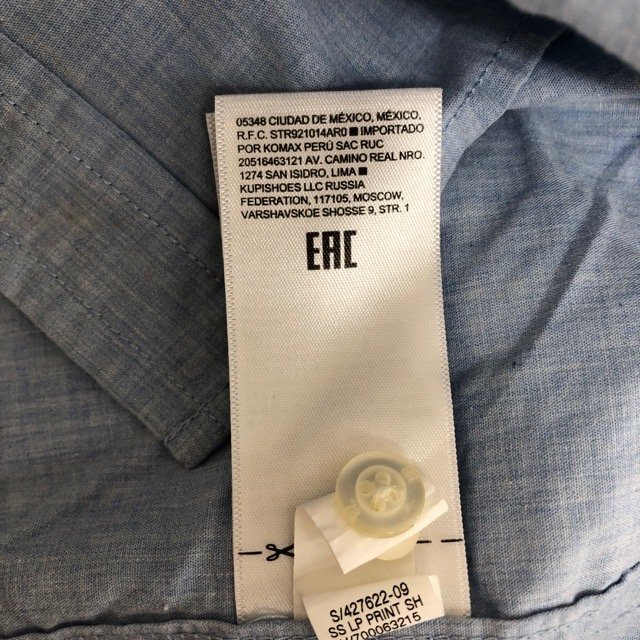 05348 CIUDAD DE MÉXICO, MÉXICO,
R.F.C. STR921014AR0 ■ IMPORTADO
POR KOMAX PERÚ SAC RUC
20516463121 AV. CAMINO REAL NRO.
1274 SAN ISIDRO, LIMA ■
KUPISHOES LLC RUSSIA
FEDERATION, 117105, MOSCOW,
VARSHAVSKOE SHOSSE 9, STR. 1
EAC
S/427622-09
SS LP PRINT SH